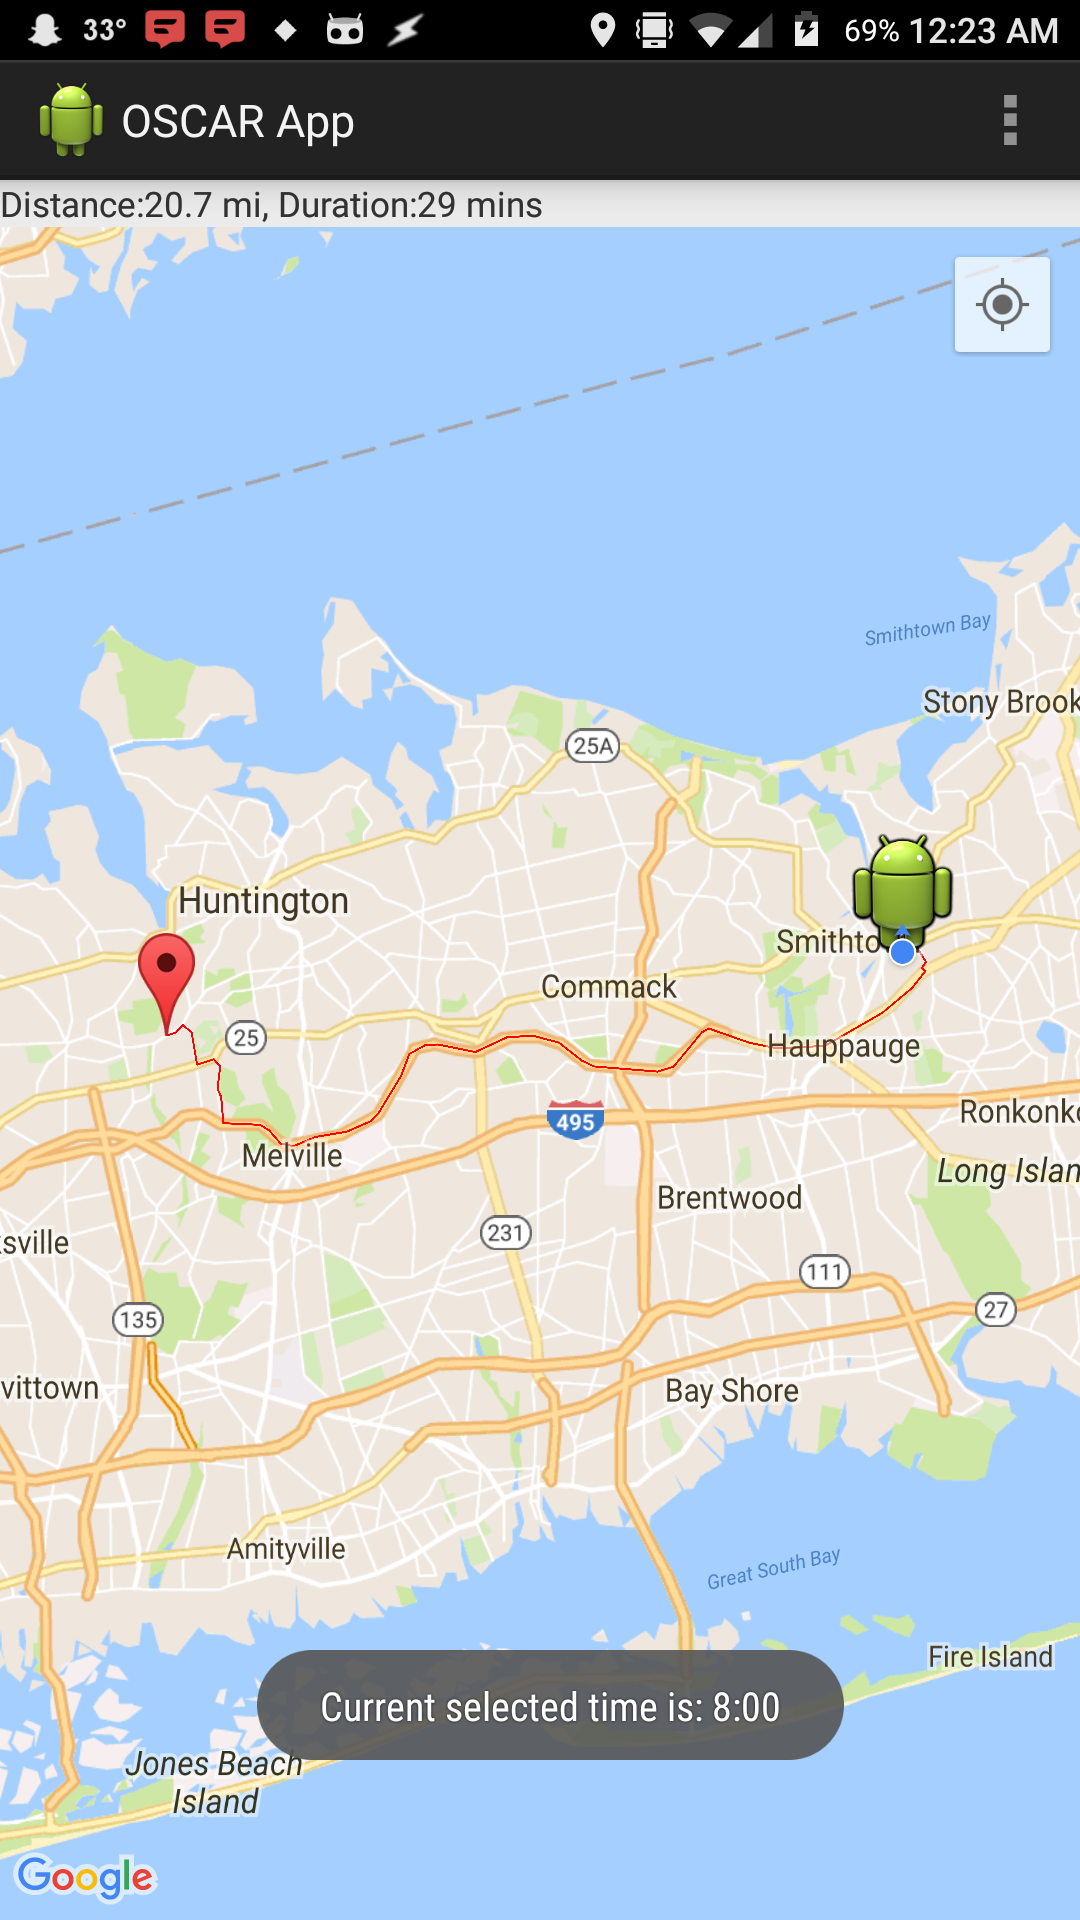 33° 69% 12:23 AM
OSCAR App
Distance:20.7 mi, Duration:29 mins
Smithtown Bay
Stony Brook
25A
Huntington
Smithto
Commack
25
Hauppauge
495
Ronkonko
Melville
Long Islan
Brentwood
231
sville
111
27
135
vittown
Bay Shore
Amityville
Great South Bay
Fire Island
Current selected time is: 8:00
Jones Beach
Island
Google